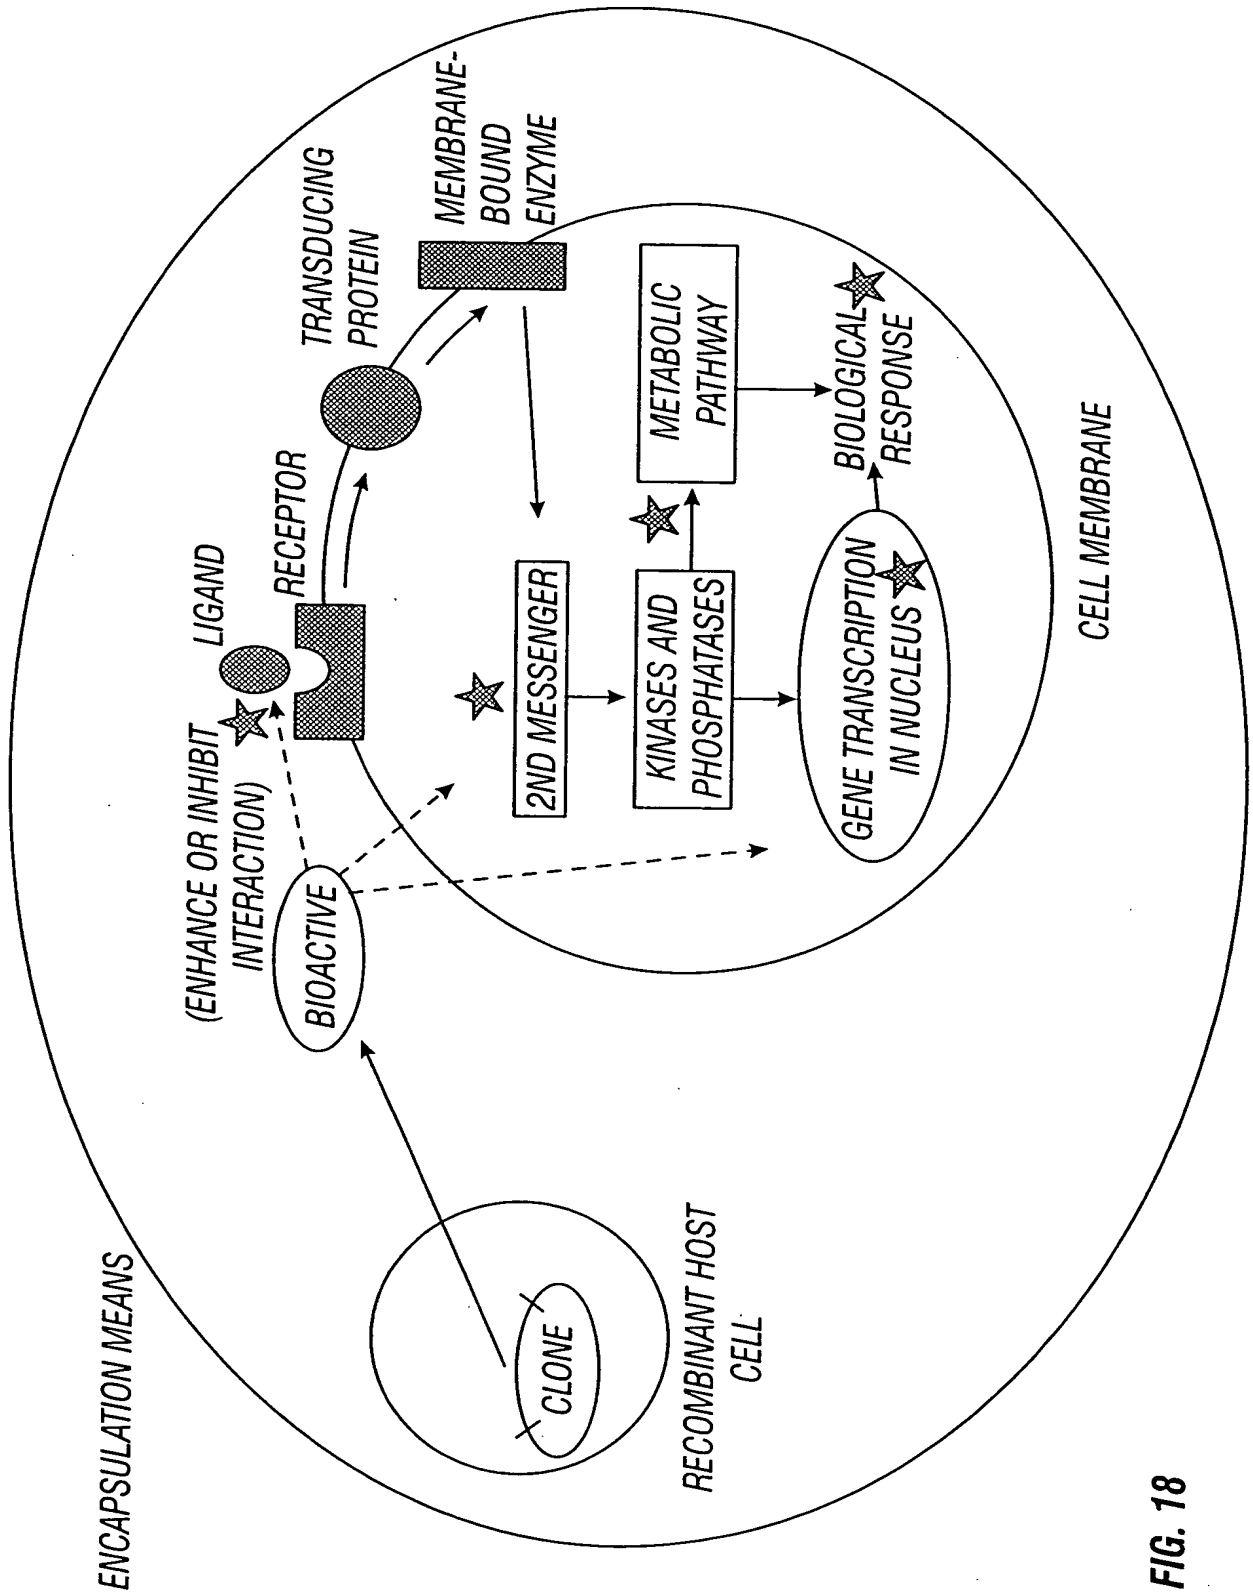 ENCAPSULATION MEANS
(ENHANCE OR INHIBIT
INTERACTION)
LIGAND
RECEPTOR
TRANSDUCING
PROTEIN
MEMBRANE-
BOUND
ENZYME
BIOACTIVE
CLONE
RECOMBINANT HOST
CELL
2ND MESSENGER
KINASES AND
PHOSPHATASES
METABOLIC
PATHWAY
GENE TRANSCRIPTION
IN NUCLEUS
BIOLOGICAL
RESPONSE
CELL MEMBRANE
FIG. 18